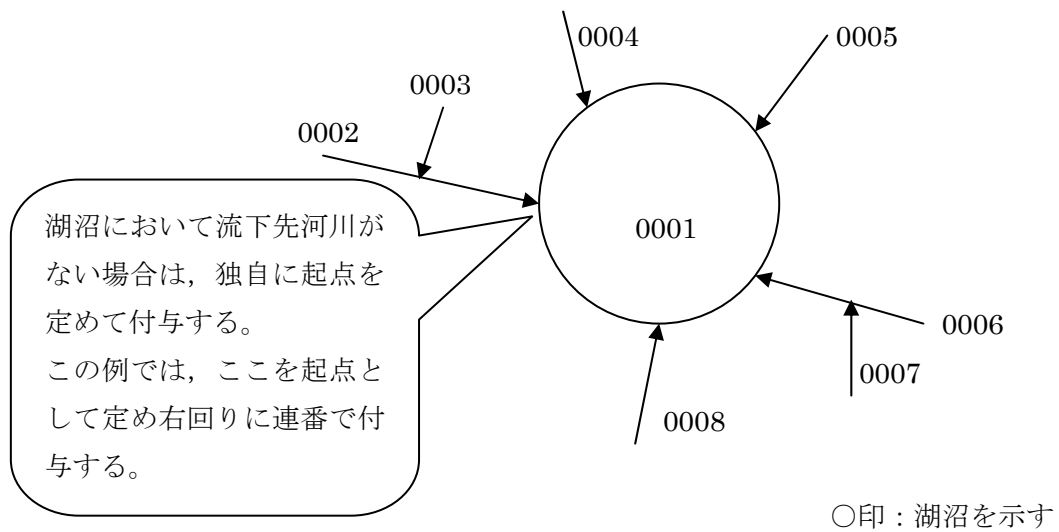 0004
0005
0003
0002
0001
湖沼において流下先河川が
ない場合は，独自に起点を
定めて付与する。
この例では，ここを起点と
して定め右回りに連番で付
与する。
0006
0007
0008
○印：湖沼を示す